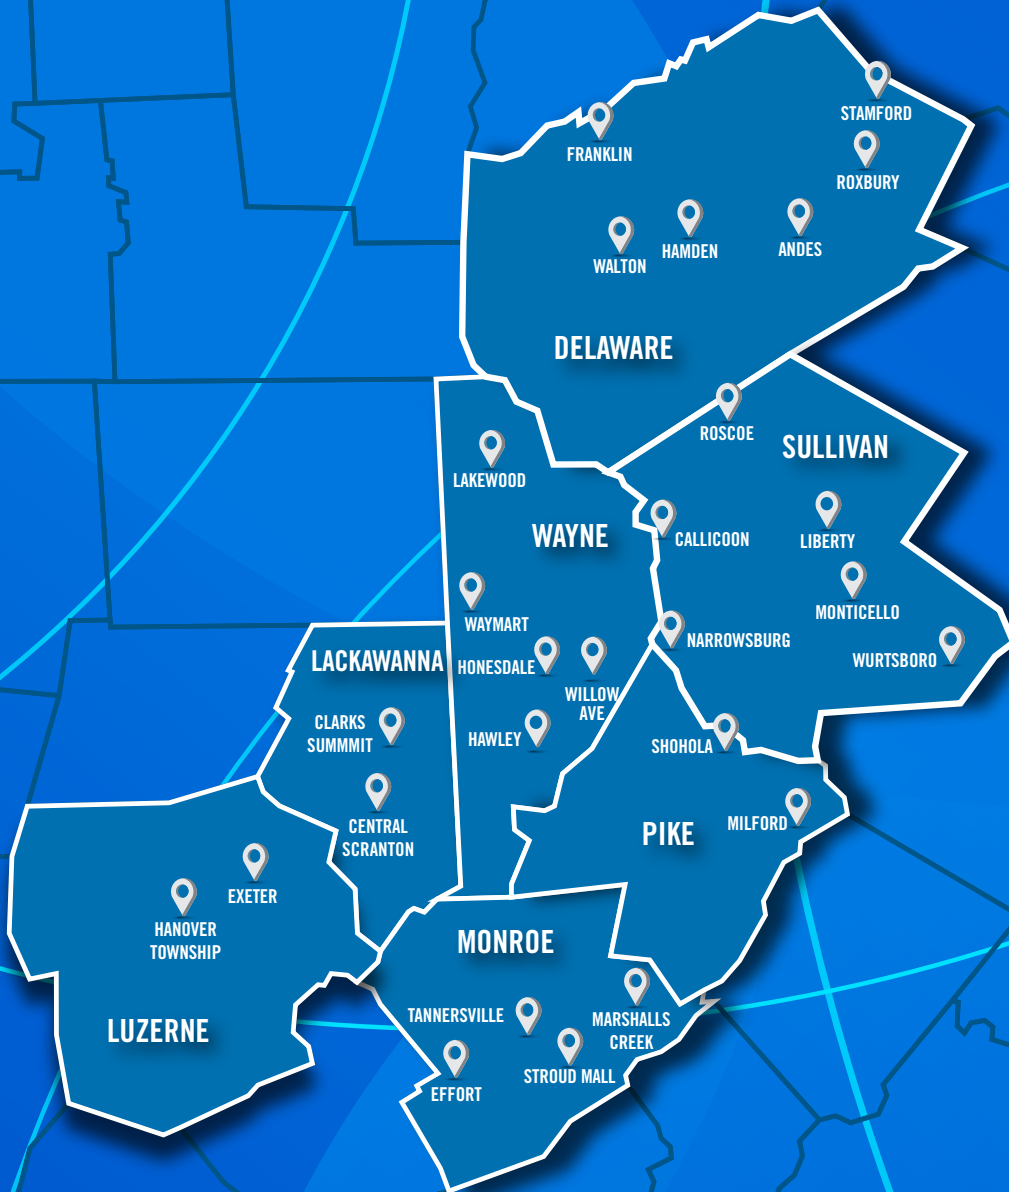 STAMFORD
FRANKLIN
ROXBURY
HAMDEN
ANDES
WALTON
DELAWARE
ROSCOE
SULLIVAN
LAKEWOOD
WAYNE
CALLICOON
LIBERTY
MONTICELLO
WAYMART
NARROWSBURG
WURTSBORO
LACKAWANNA
HONESDALE
WILLOW
AVE
CLARKS
SUMMMIT
HAWLEY
SHOHOLA
CENTRAL
SCRANTON
PIKE
MILFORD
EXETER
HANOVER
TOWNSHIP
MONROE
LUZERNE
TANNERSVILLE
MARSHALLS
CREEK
STROUD MALL
EFFORT